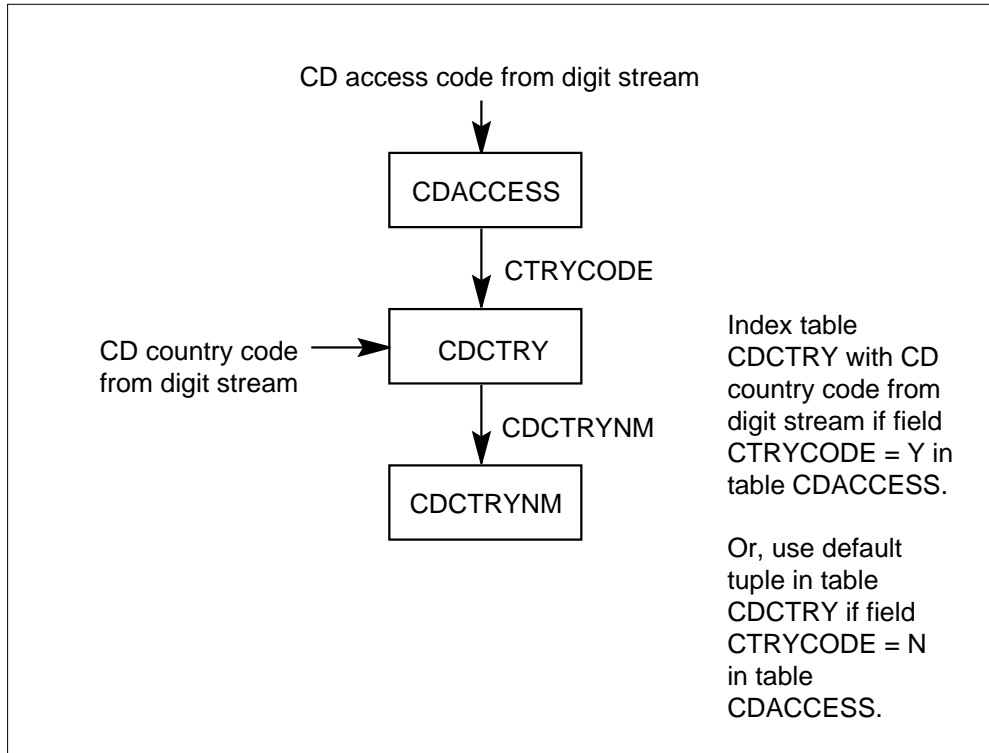 CD access code from digit stream
CDACCESS
CTRYCODE
CD country code
from digit stream
CDCTRY
CDCTRYNM
CDCTRYNM
Index table
CDCTRY with CD
country code from
digit stream if field
CTRYCODE = Y in
table CDACCESS.
Or, use default
tuple in table
CDCTRY if field
CTRYCODE = N
in table
CDACCESS.